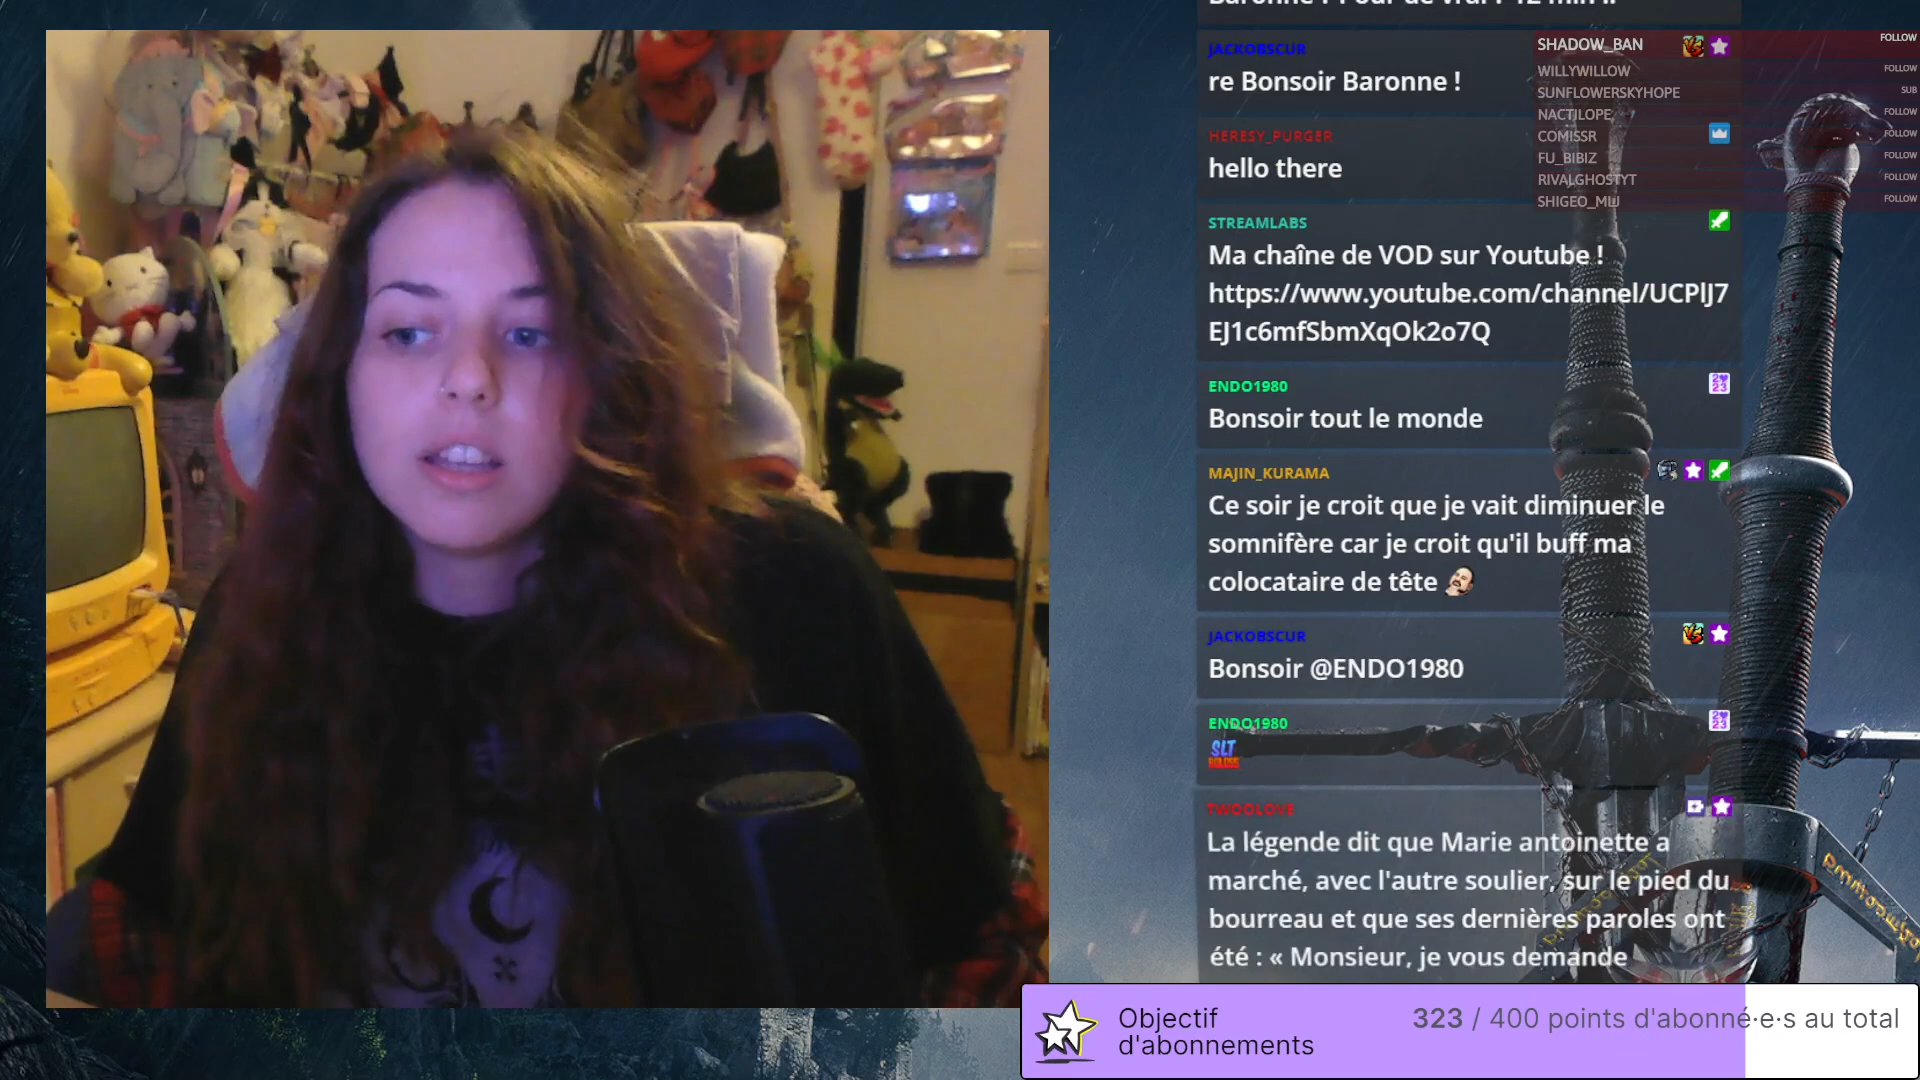 JACKOBSCUR
re Bonsoir Baronne !
HERESY_PURGER
hello there
STREAMLABS
Ma chaîne de VOD sur Youtube !
https://www.youtube.com/channel/UCPlJ7
EJ1c6mfSbmXqOk2o7Q
ENDO1980
Bonsoir tout le monde
MAJIN_KURAMA
Ce soir je croit que je vait diminuer le
somnifère car je croit qu'il buff ma
colocataire de tête
JACKOBSCUR
Bonsoir @ENDO1980
ENDO1980
SLT
TWOOLOVE
La légende dit que Marie antoinette a
marché, avec l'autre soulier, sur le pied du
bourreau et que ses dernières paroles ont
été : « Monsieur, je vous demande
SHADOW_BAN FOLLOW
WILLYWILLOW FOLLOW
SUNFLOWERSKYHOPE SUB
NACTILOPE_ FOLLOW
COMISSR FOLLOW
FU_BIBIZ FOLLOW
RIVALGHOSTYT FOLLOW
SHIGEO_MIJ FOLLOW
Objectif
d'abonnements
323 / 400 points d'abonné·e·s au total